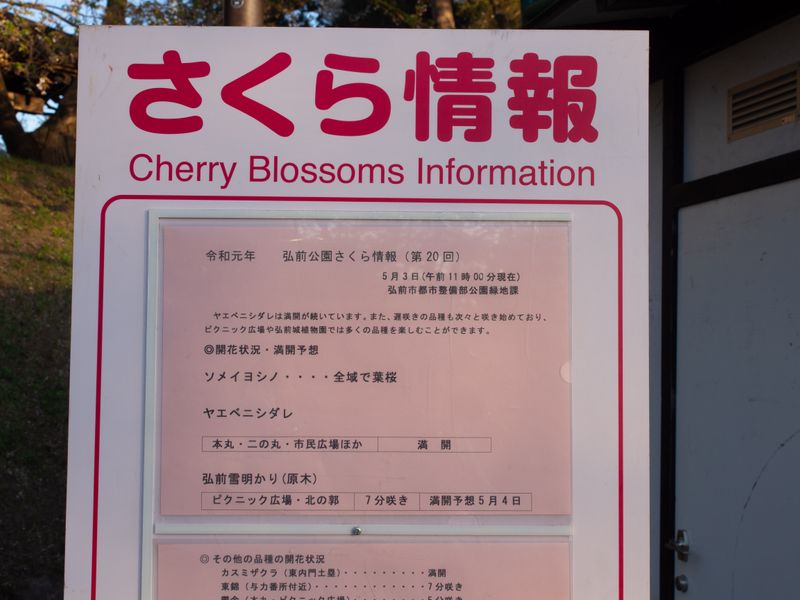 さくら情報
Cherry Blossoms Information
令和元年　弘前公園さくら情報（第20回）
5月3日(午前11時00分現在)
弘前市都市整備部公園緑地課
ヤエベニシダレは満開が続いています。また、遅咲きの品種も次々と咲き始めており、
ピクニック広場や弘前城植物園では多くの品種を楽しむことができます。
◎開花状況・満開予想
ソメイヨシノ・・・・全域で葉桜
ヤエベニシダレ
本丸・二の丸・市民広場ほか　満　開
弘前雪明かり(原木)
ピクニック広場・北の郭　7分咲き　満開予想5月4日
◎その他の品種の開花状況
カスミザクラ（東内門土塁）・・・・・・・・・満開
東錦（与力番所付近）・・・・・・・・・・・・7分咲き